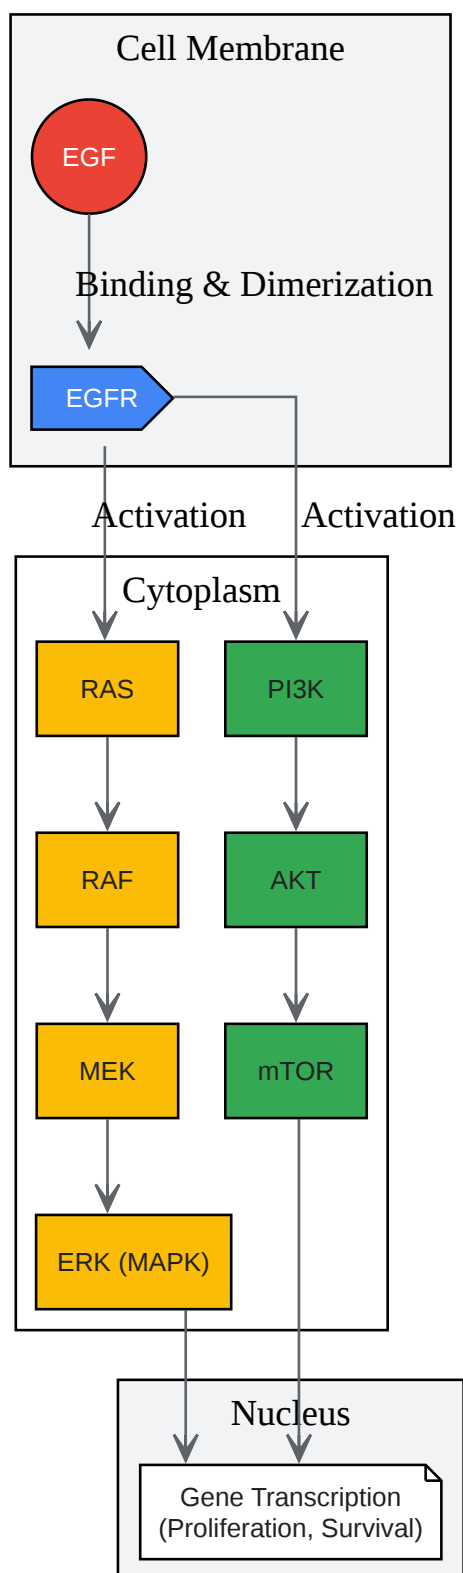 Cell Membrane
EGF
Binding & Dimerization
EGFR
Activation
Activation
Cytoplasm
RAS
PI3K
RAF
AKT
MEK
mTOR
ERK (MAPK)
Nucleus
Gene Transcription
(Proliferation, Survival)